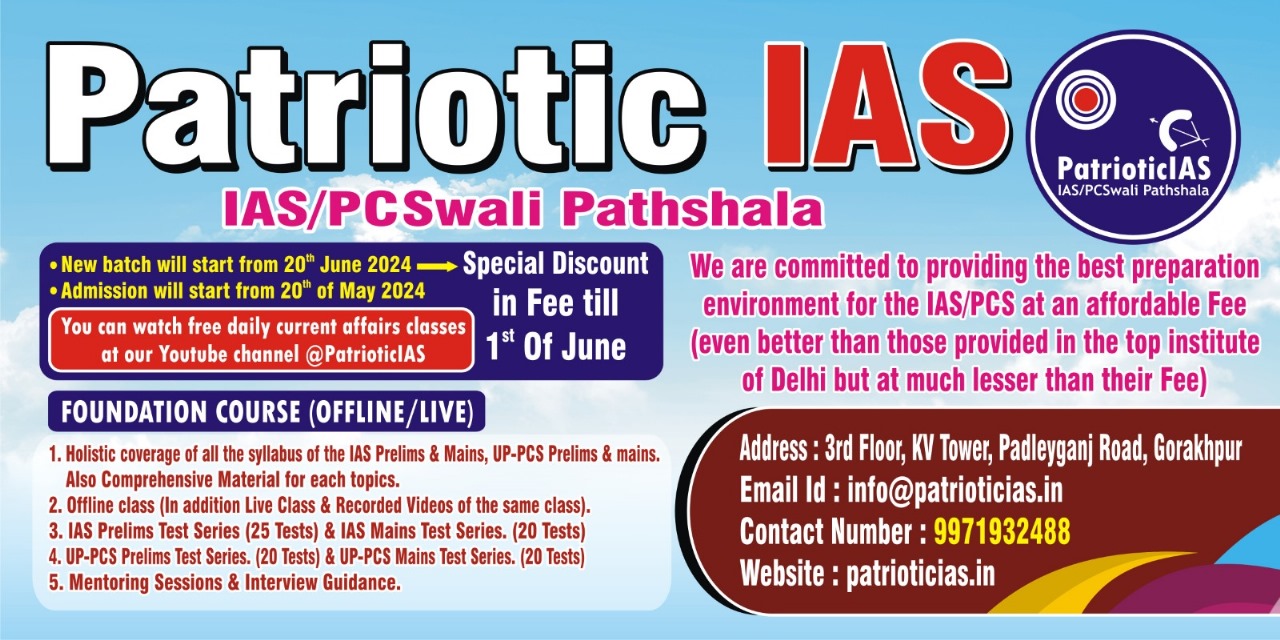 Patriotic IAS
PatrioticIAS
IAS/PCSwali Pathshala
IAS/PCSwali Pathshala
• New batch will start from 20th June 2024
• Admission will start from 20th of May 2024
Special Discount
in Fee till
1st Of June
You can watch free daily current affairs classes
at our Youtube channel @PatrioticIAS
We are committed to providing the best preparation
environment for the IAS/PCS at an affordable Fee
(even better than those provided in the top institute
of Delhi but at much lesser than their Fee)
FOUNDATION COURSE (OFFLINE/LIVE)
1. Holistic coverage of all the syllabus of the IAS Prelims & Mains, UP-PCS Prelims & mains.
Also Comprehensive Material for each topics.
2. Offline class (In addition Live Class & Recorded Videos of the same class).
3. IAS Prelims Test Series (25 Tests) & IAS Mains Test Series. (20 Tests)
4. UP-PCS Prelims Test Series. (20 Tests) & UP-PCS Mains Test Series. (20 Tests)
5. Mentoring Sessions & Interview Guidance.
Address : 3rd Floor, KV Tower, Padleyganj Road, Gorakhpur
Email Id : info@patrioticias.in
Contact Number : 9971932488
Website : patrioticias.in